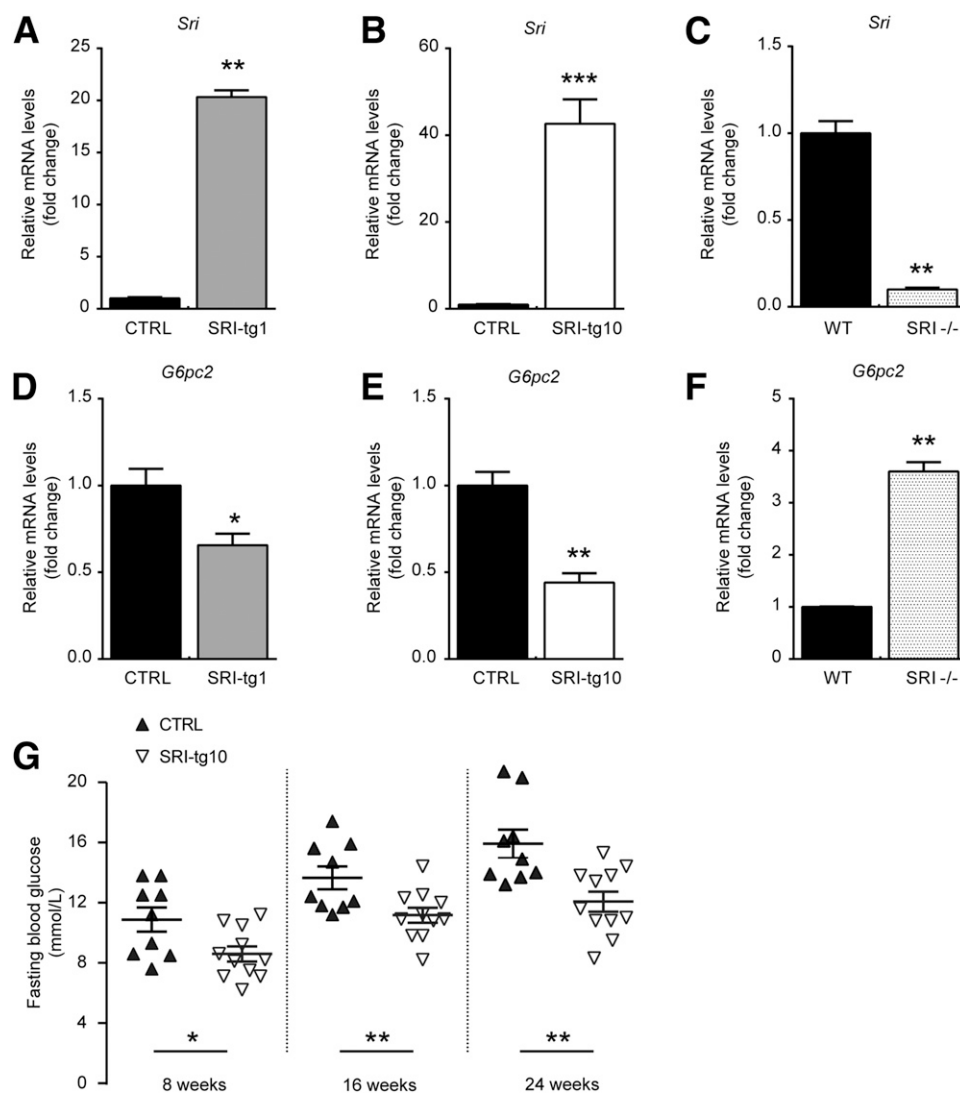 A
Sri
Relative mRNA levels
(fold change)
25
20
15
10
5
0
**
CTRL
SRI-tg1
B
Sri
Relative mRNA levels
(fold change)
60
40
20
0
***
CTRL
SRI-tg10
C
Sri
Relative mRNA levels
(fold change)
1.5
1.0
0.5
0.0
**
WT
SRI -/-
D
G6pc2
Relative mRNA levels
(fold change)
1.5
1.0
0.5
0.0
*
CTRL
SRI-tg1
E
G6pc2
Relative mRNA levels
(fold change)
1.5
1.0
0.5
0.0
**
CTRL
SRI-tg10
F
G6pc2
Relative mRNA levels
(fold change)
5
4
3
2
1
0
**
WT
SRI -/-
G
▲ CTRL
▽ SRI-tg10
Fasting blood glucose
(mmol/L)
20
16
12
8
4
0
*
**
**
8 weeks
16 weeks
24 weeks